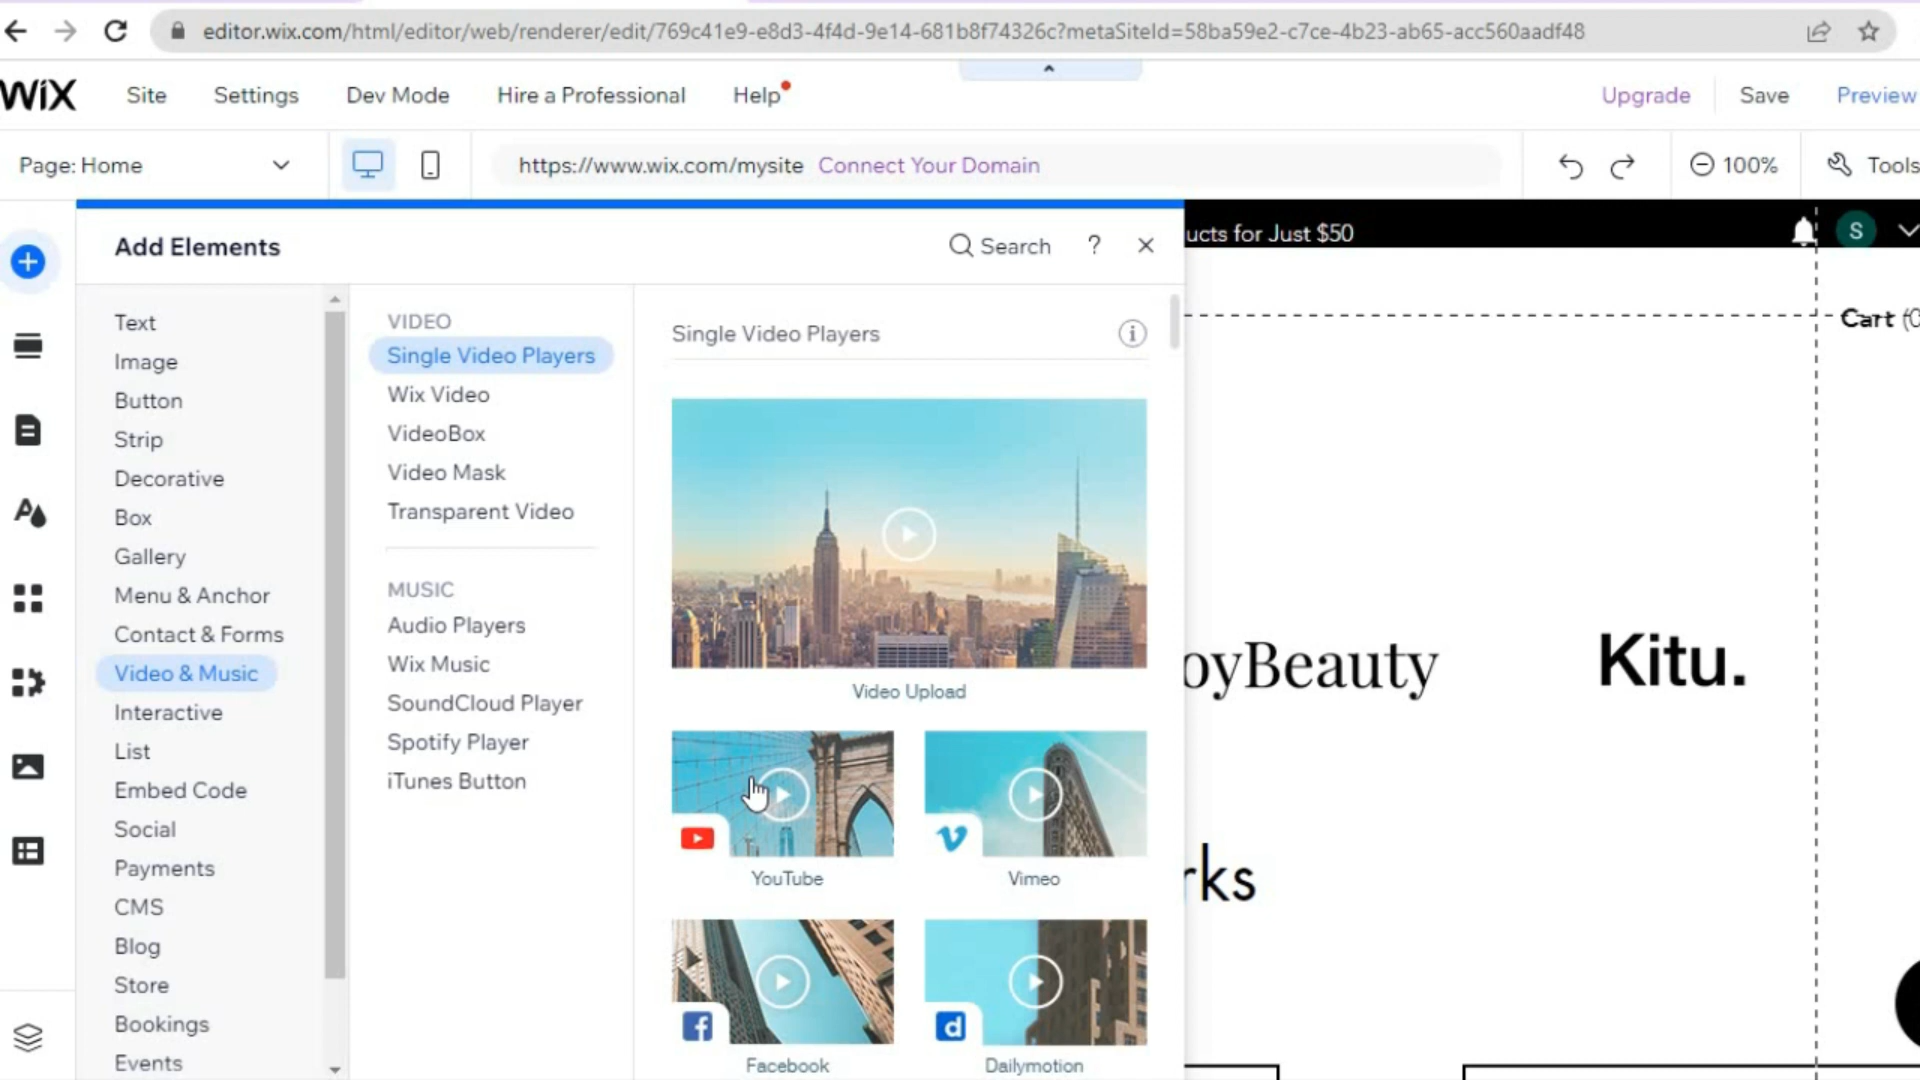 editor.wix.com/html/editor/web/renderer/edit/769c41e9-e8d3-4f4d-9e14-681b8f74326c?metaSiteId=58ba59e2-c7ce-4b23-ab65-acc560aadf48
WiX Site Settings Dev Mode Hire a Professional Help Upgrade Save Preview
Page: Home https://www.wix.com/mysite Connect Your Domain 100% Tools
Add Elements Search ? ucts for Just $50 S
Text
Image
Button
Strip
Decorative
Box
Gallery
Menu & Anchor
Contact & Forms
Video & Music
Interactive
List
Embed Code
Social
Payments
CMS
Blog
Store
Bookings
Events
VIDEO
Single Video Players
Wix Video
VideoBox
Video Mask
Transparent Video
MUSIC
Audio Players
Wix Music
SoundCloud Player
Spotify Player
iTunes Button
Single Video Players
Video Upload
YouTube
Vimeo
Facebook
Dailymotion
Cart (0
oyBeauty
Kitu.
rks